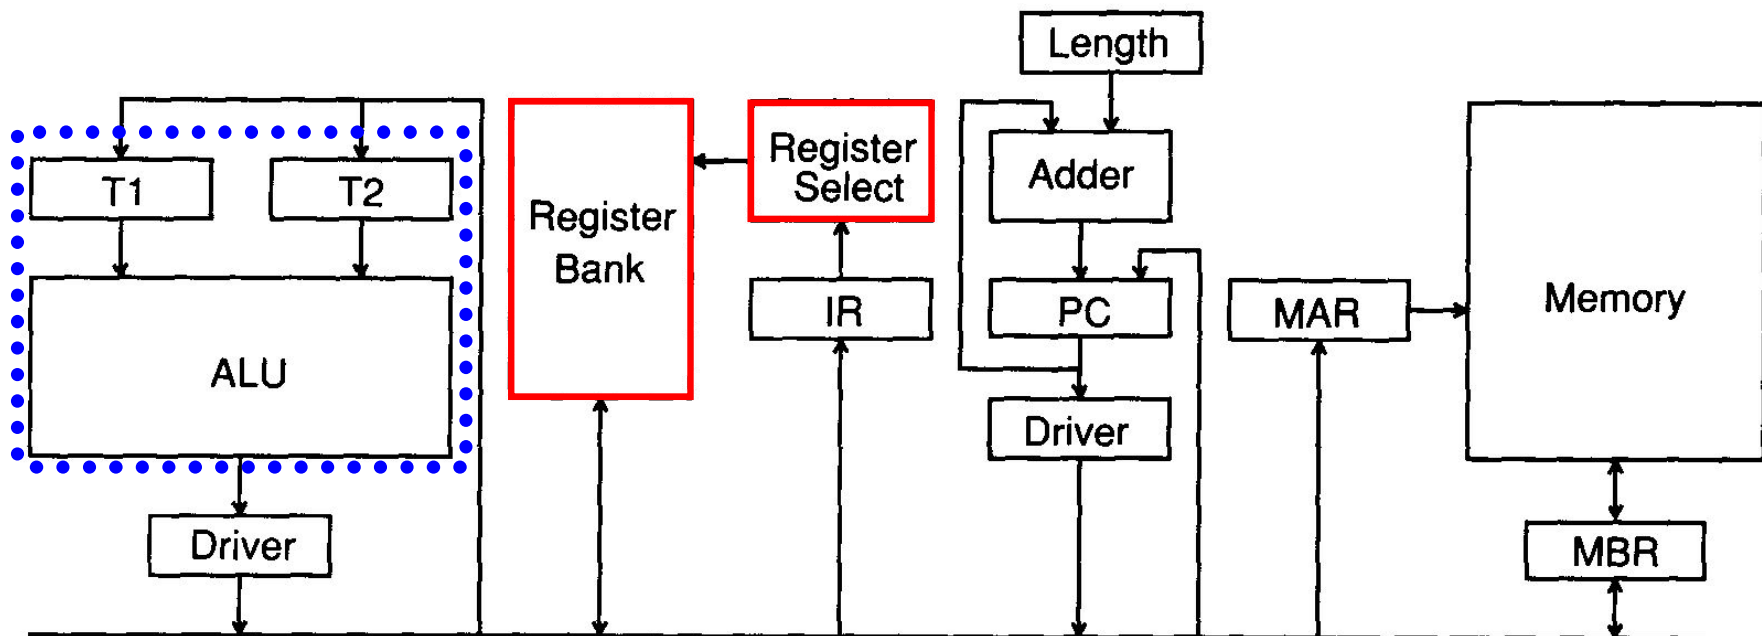 Length
T1
T2
Register
Bank
Register
Select
Adder
IR
PC
MAR
Memory
ALU
Driver
Driver
MBR